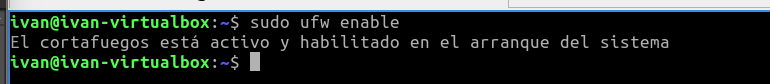 ivan@ivan-virtualbox:~$ sudo ufw enable
El cortafuegos está activo y habilitado en el arranque del sistema
ivan@ivan-virtualbox:~$